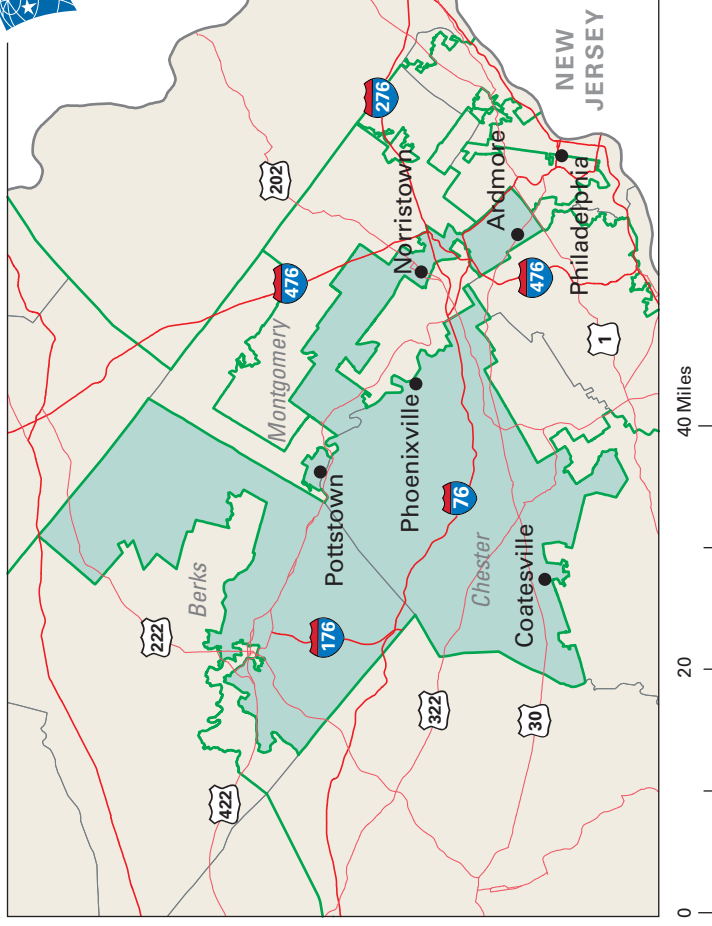 276
NEW
JERSEY
202
Norristown
Ardmore
Philadelphia
476
476
1
Montgomery
Phoenixville
Pottstown
76
Chester
Coatesville
Berks
222
176
322
30
422
0
20
40 Miles